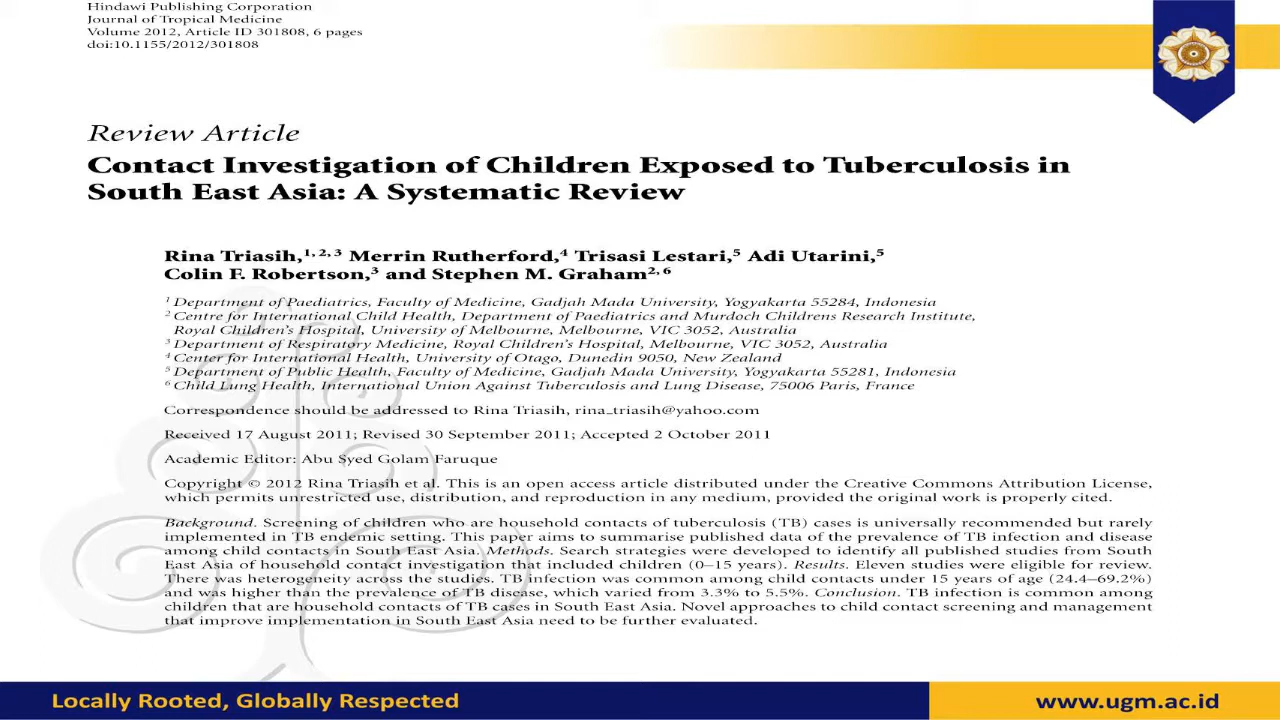 Hindawi Publishing Corporation
Journal of Tropical Medicine
Volume 2012, Article ID 301808, 6 pages
doi:10.1155/2012/301808
Review Article
Contact Investigation of Children Exposed to Tuberculosis in
South East Asia: A Systematic Review
Rina Triasih,1, 2, 3 Merrin Rutherford,4 Trisasi Lestari,5 Adi Utarini,5
Colin F. Robertson,3 and Stephen M. Graham2, 6
1 Department of Paediatrics, Faculty of Medicine, Gadjah Mada University, Yogyakarta 55284, Indonesia
2 Centre for International Child Health, Department of Paediatrics and Murdoch Childrens Research Institute,
Royal Children's Hospital, University of Melbourne, Melbourne, VIC 3052, Australia
3 Department of Respiratory Medicine, Royal Children's Hospital, Melbourne, VIC 3052, Australia
4 Center for International Health, University of Otago, Dunedin 9050, New Zealand
5 Department of Public Health, Faculty of Medicine, Gadjah Mada University, Yogyakarta 55281, Indonesia
6 Child Lung Health, International Union Against Tuberculosis and Lung Disease, 75006 Paris, France
Correspondence should be addressed to Rina Triasih, rina_triasih@yahoo.com
Received 17 August 2011; Revised 30 September 2011; Accepted 2 October 2011
Academic Editor: Abu Syed Golam Faruque
Copyright © 2012 Rina Triasih et al. This is an open access article distributed under the Creative Commons Attribution License,
which permits unrestricted use, distribution, and reproduction in any medium, provided the original work is properly cited.
Background. Screening of children who are household contacts of tuberculosis (TB) cases is universally recommended but rarely
implemented in TB endemic setting. This paper aims to summarise published data of the prevalence of TB infection and disease
among child contacts in South East Asia. Methods. Search strategies were developed to identify all published studies from South
East Asia of household contact investigation that included children (0–15 years). Results. Eleven studies were eligible for review.
There was heterogeneity across the studies. TB infection was common among child contacts under 15 years of age (24.4–69.2%)
and was higher than the prevalence of TB disease, which varied from 3.3% to 5.5%. Conclusion. TB infection is common among
children that are household contacts of TB cases in South East Asia. Novel approaches to child contact screening and management
that improve implementation in South East Asia need to be further evaluated.
Locally Rooted, Globally Respected
www.ugm.ac.id